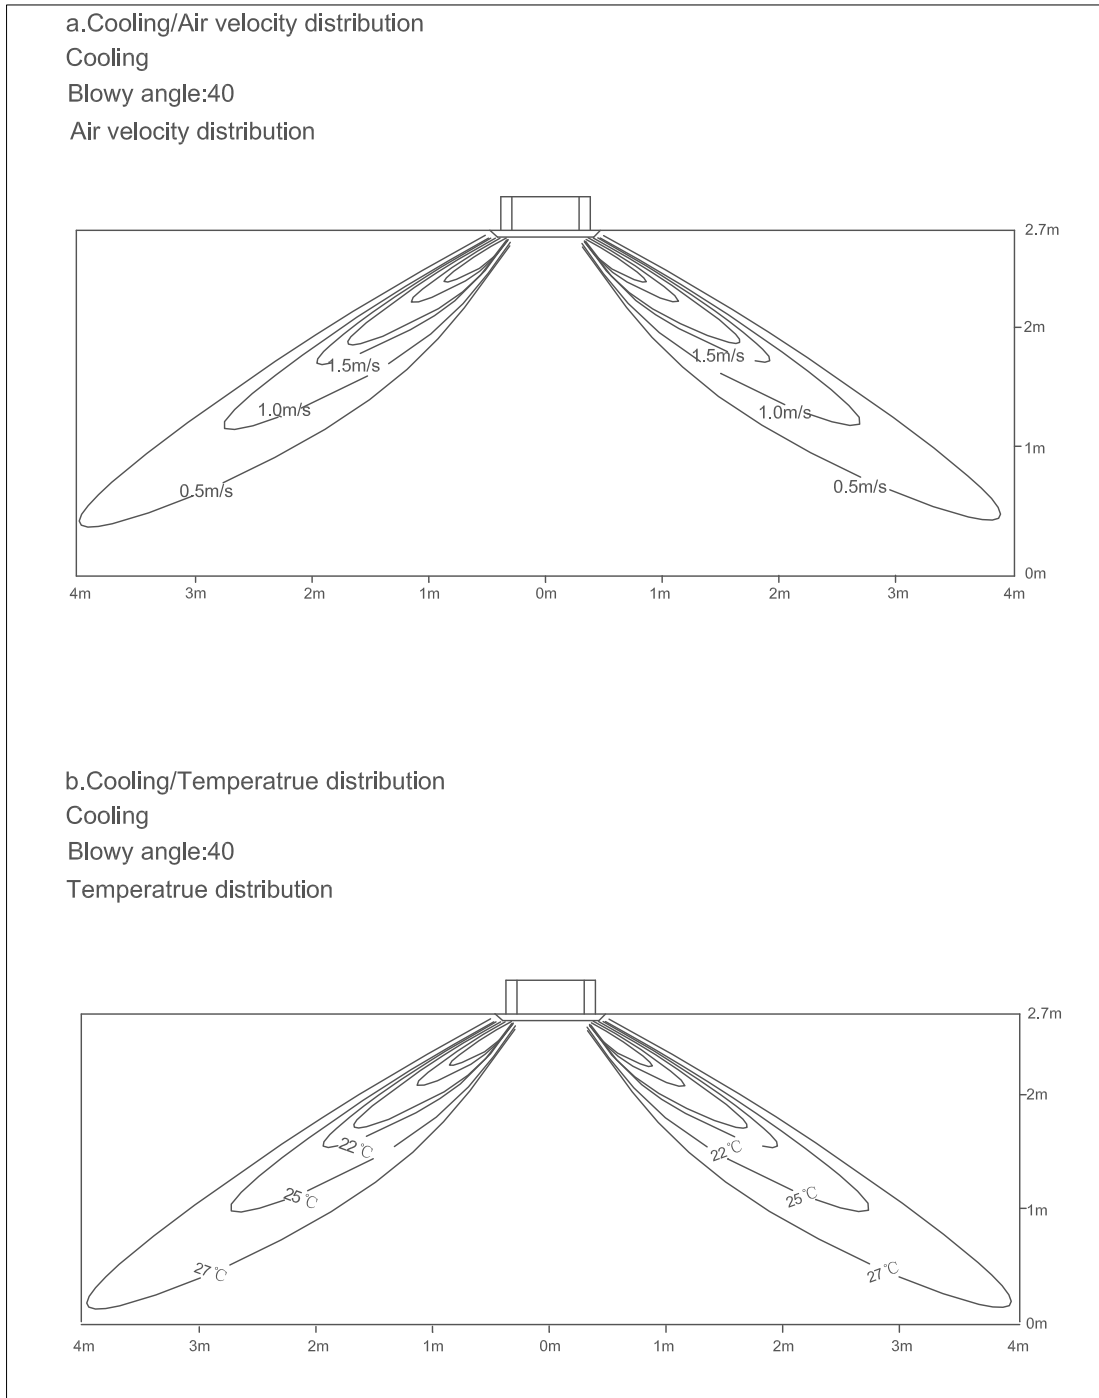 a.Cooling/Air velocity distribution
Cooling
Blowy angle:40
Air velocity distribution
2.7m
2m
1.5m/s 1.5m/s
1.0m/s 1.0m/s
1m
0.5m/s 0.5m/s
0m
4m 3m 2m 1m 0m 1m 2m 3m 4m
b.Cooling/Temperatrue distribution
Cooling
Blowy angle:40
Temperatrue distribution
2.7m
2m
22℃ 22℃
25℃ 25℃
1m
27℃ 27℃
0m
4m 3m 2m 1m 0m 1m 2m 3m 4m